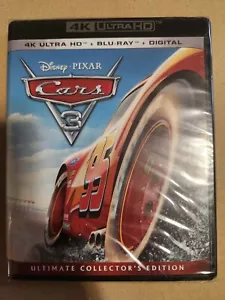 4K ULTRA HD
4K ULTRA HD + BLU-RAY + DIGITAL
Disney • PIXAR
Cars
3
95
ULTIMATE COLLECTOR'S EDITION